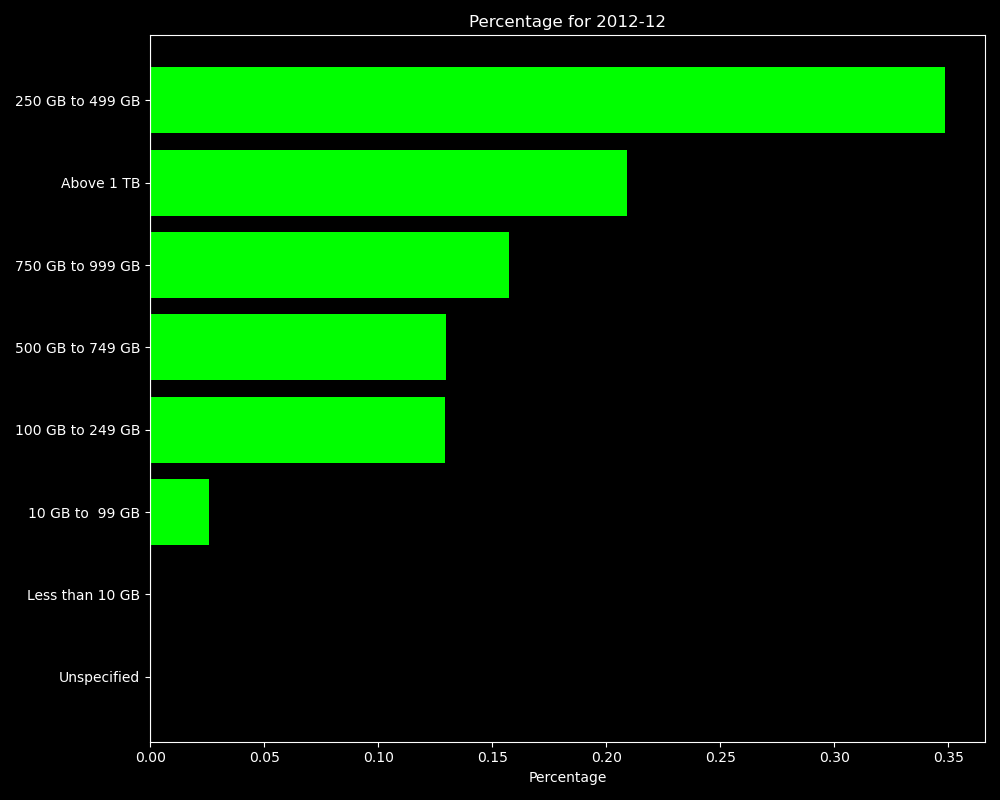 Percentage for 2012-12
250 GB to 499 GB
Above 1 TB
750 GB to 999 GB
500 GB to 749 GB
100 GB to 249 GB
10 GB to  99 GB
Less than 10 GB
Unspecified
0.00 0.05 0.10 0.15 0.20 0.25 0.30 0.35
Percentage